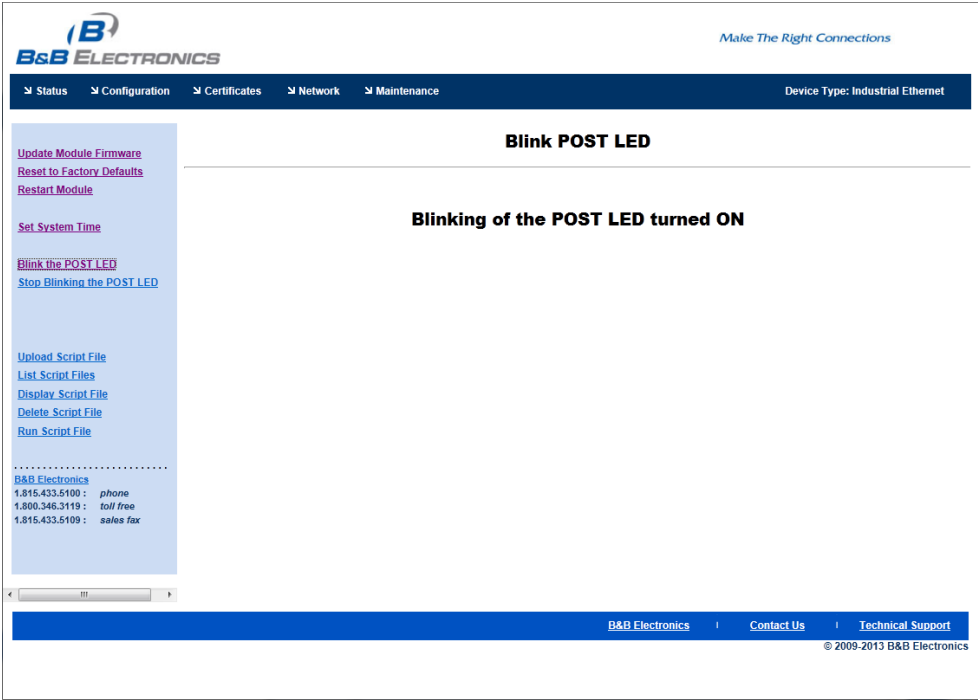 B
B&B ELECTRONICS
Make The Right Connections
Status Configuration Certificates Network Maintenance Device Type: Industrial Ethernet
Update Module Firmware
Reset to Factory Defaults
Restart Module
Set System Time
Blink the POST LED
Stop Blinking the POST LED
Upload Script File
List Script Files
Display Script File
Delete Script File
Run Script File
B&B Electronics
1.815.433.5100 : phone
1.800.346.3119 : toll free
1.815.433.5109 : sales fax
Blink POST LED
Blinking of the POST LED turned ON
B&B Electronics | Contact Us | Technical Support
© 2009-2013 B&B Electronics